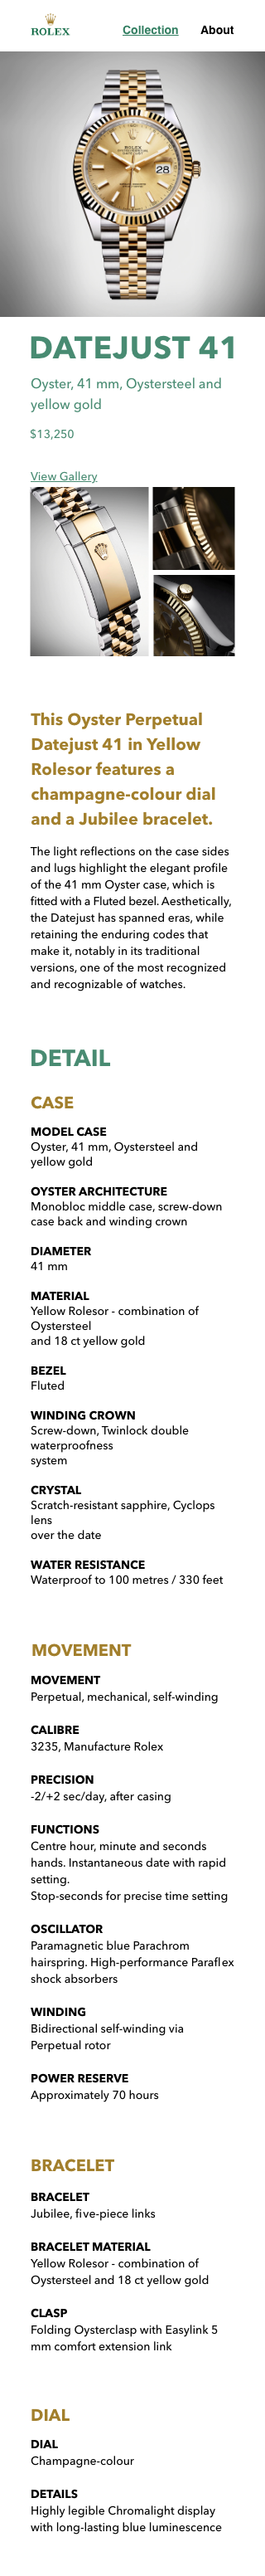 ROLEX
Collection About
ROLEX
28
DATEJUST 41
Oyster, 41 mm, Oystersteel and
yellow gold
$13,250
View Gallery
This Oyster Perpetual
Datejust 41 in Yellow
Rolesor features a
champagne-colour dial
and a Jubilee bracelet.
The light reflections on the case sides
and lugs highlight the elegant profile
of the 41 mm Oyster case, which is
fitted with a Fluted bezel. Aesthetically,
the Datejust has spanned eras, while
retaining the enduring codes that
make it, notably in its traditional
versions, one of the most recognized
and recognizable of watches.
DETAIL
CASE
MODEL CASE
Oyster, 41 mm, Oystersteel and
yellow gold
OYSTER ARCHITECTURE
Monobloc middle case, screw-down
case back and winding crown
DIAMETER
41 mm
MATERIAL
Yellow Rolesor - combination of
Oystersteel
and 18 ct yellow gold
BEZEL
Fluted
WINDING CROWN
Screw-down, Twinlock double
waterproofness
system
CRYSTAL
Scratch-resistant sapphire, Cyclops
lens
over the date
WATER RESISTANCE
Waterproof to 100 metres / 330 feet
MOVEMENT
MOVEMENT
Perpetual, mechanical, self-winding
CALIBRE
3235, Manufacture Rolex
PRECISION
-2/+2 sec/day, after casing
FUNCTIONS
Centre hour, minute and seconds
hands. Instantaneous date with rapid
setting.
Stop-seconds for precise time setting
OSCILLATOR
Paramagnetic blue Parachrom
hairspring. High-performance Paraflex
shock absorbers
WINDING
Bidirectional self-winding via
Perpetual rotor
POWER RESERVE
Approximately 70 hours
BRACELET
BRACELET
Jubilee, five-piece links
BRACELET MATERIAL
Yellow Rolesor - combination of
Oystersteel and 18 ct yellow gold
CLASP
Folding Oysterclasp with Easylink 5
mm comfort extension link
DIAL
DIAL
Champagne-colour
DETAILS
Highly legible Chromalight display
with long-lasting blue luminescence